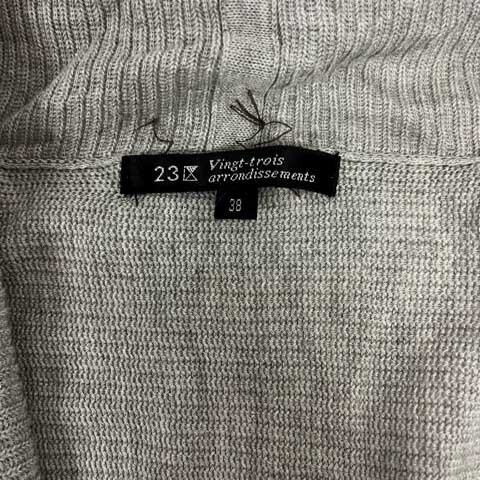 23区 Vingt-trois
arrondissements
38